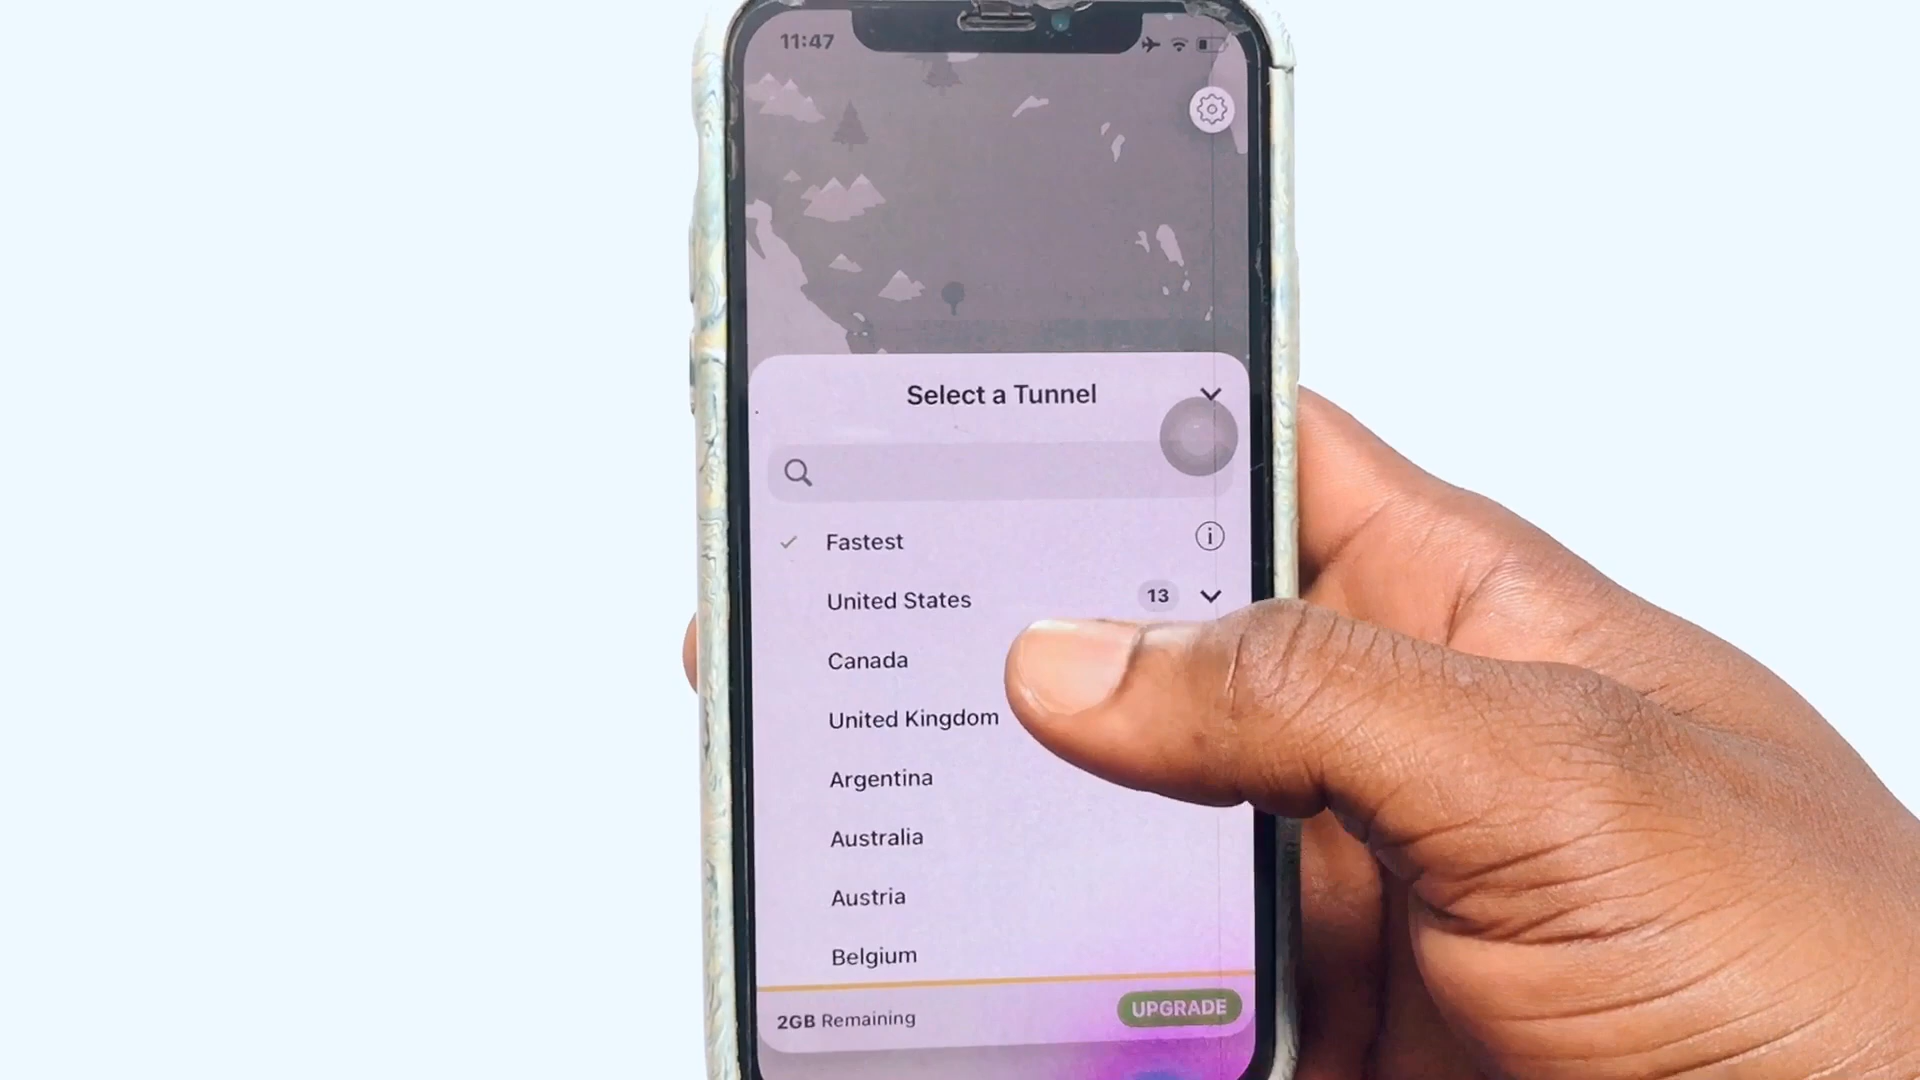 11:47
Select a Tunnel
Fastest
United States 13
Canada
United Kingdom
Argentina
Australia
Austria
Belgium
2GB Remaining UPGRADE